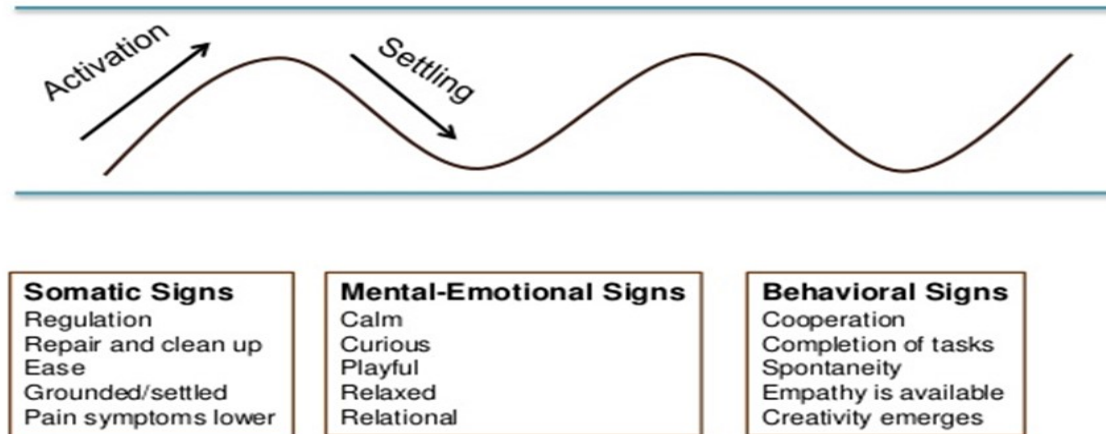 Activation
Settling
Somatic Signs
Regulation
Repair and clean up
Ease
Grounded/settled
Pain symptoms lower
Mental-Emotional Signs
Calm
Curious
Playful
Relaxed
Relational
Behavioral Signs
Cooperation
Completion of tasks
Spontaneity
Empathy is available
Creativity emerges